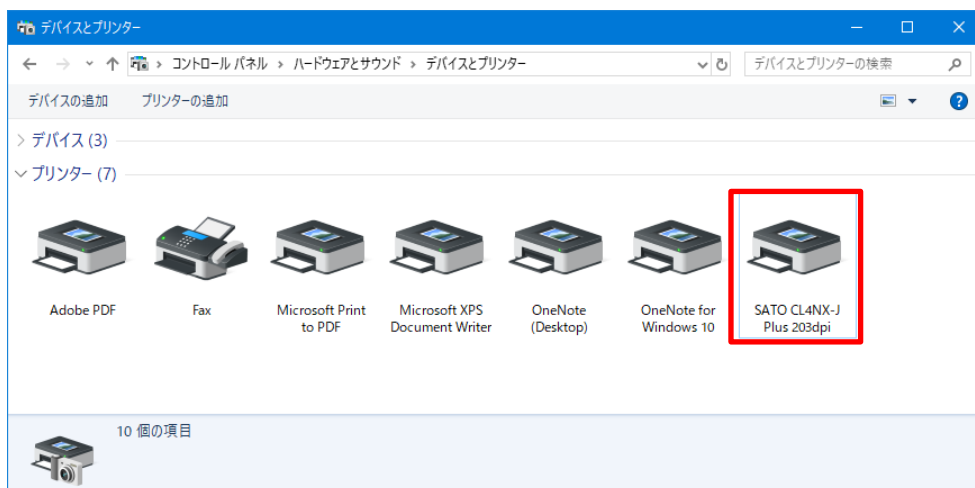 デバイスとプリンター
コントロール パネル › ハードウェアとサウンド › デバイスとプリンター
デバイスとプリンターの検索
デバイスの追加 プリンターの追加
デバイス (3)
プリンター (7)
Adobe PDF
Fax
Microsoft Print
to PDF
Microsoft XPS
Document Writer
OneNote
(Desktop)
OneNote for
Windows 10
SATO CL4NX-J
Plus 203dpi
10 個の項目